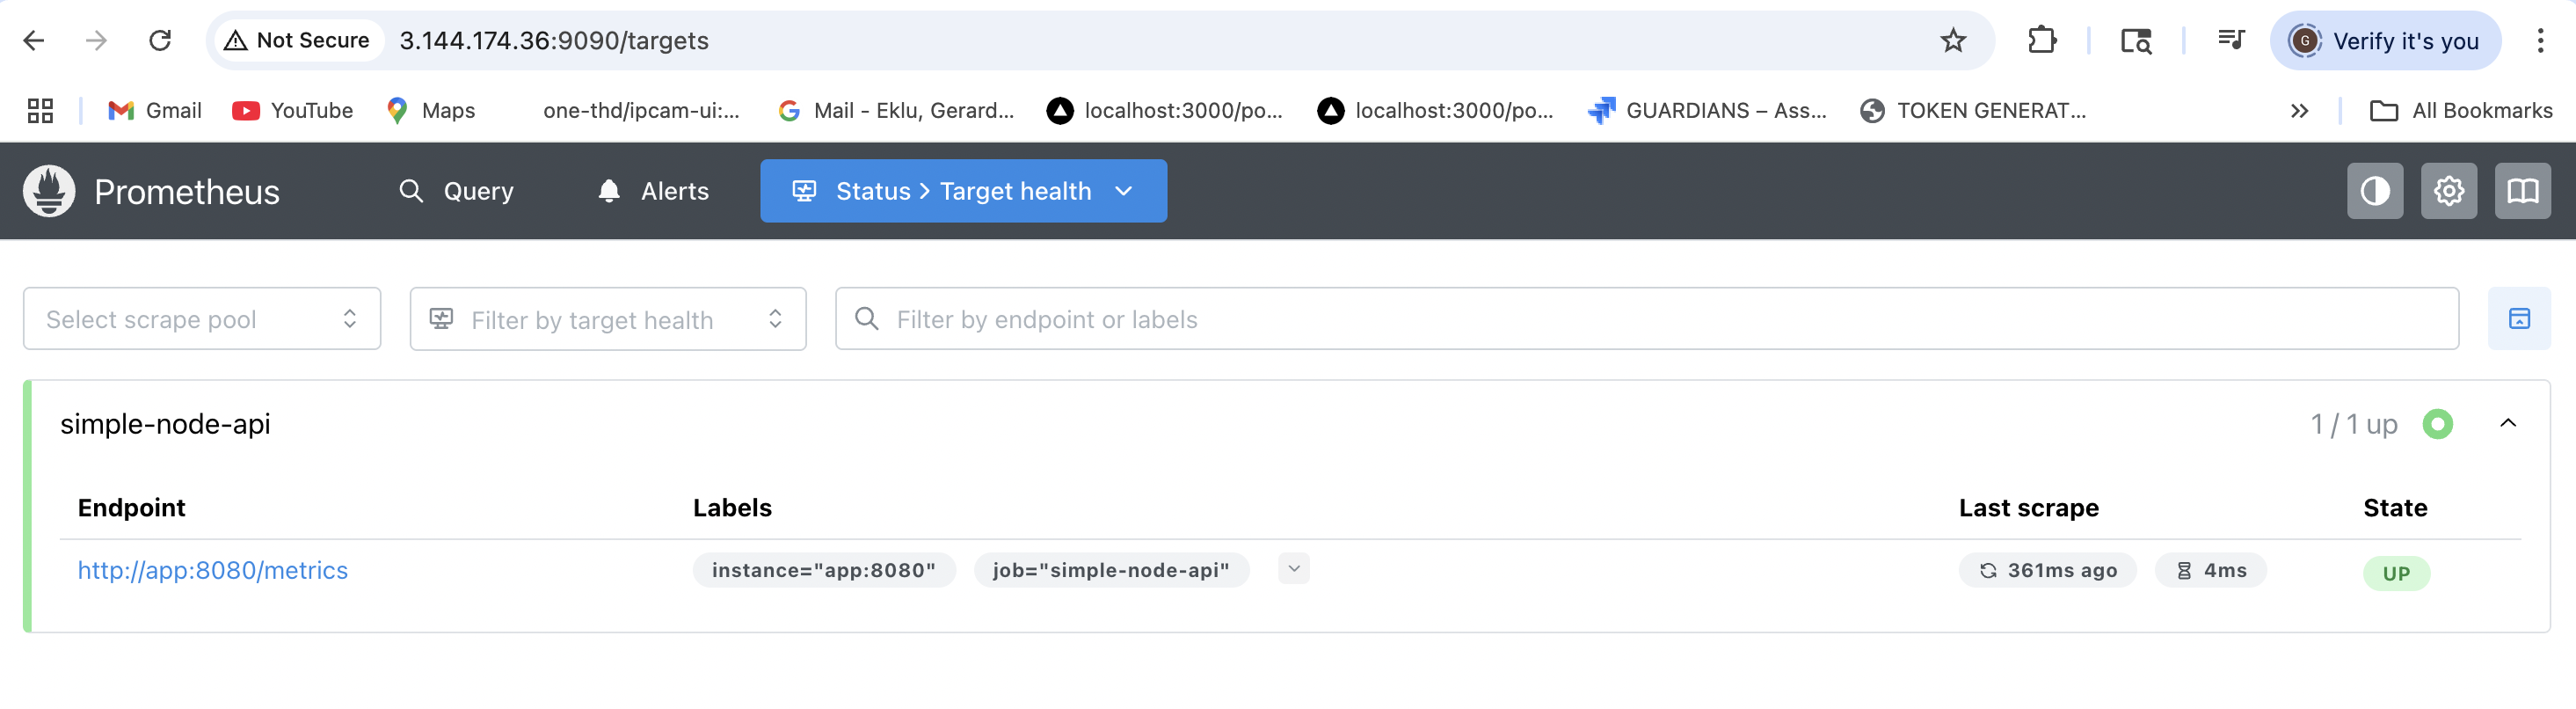 Not Secure 3.144.174.36:9090/targets G Verify it's you
Gmail YouTube Maps one-thd/ipcam-ui:... Mail - Eklu, Gerard... localhost:3000/po... localhost:3000/po... GUARDIANS – Ass... TOKEN GENERAT... All Bookmarks
Prometheus Query Alerts Status > Target health
Select scrape pool Filter by target health Filter by endpoint or labels
simple-node-api 1 / 1 up
Endpoint Labels Last scrape State
http://app:8080/metrics instance="app:8080" job="simple-node-api" 361ms ago 4ms UP